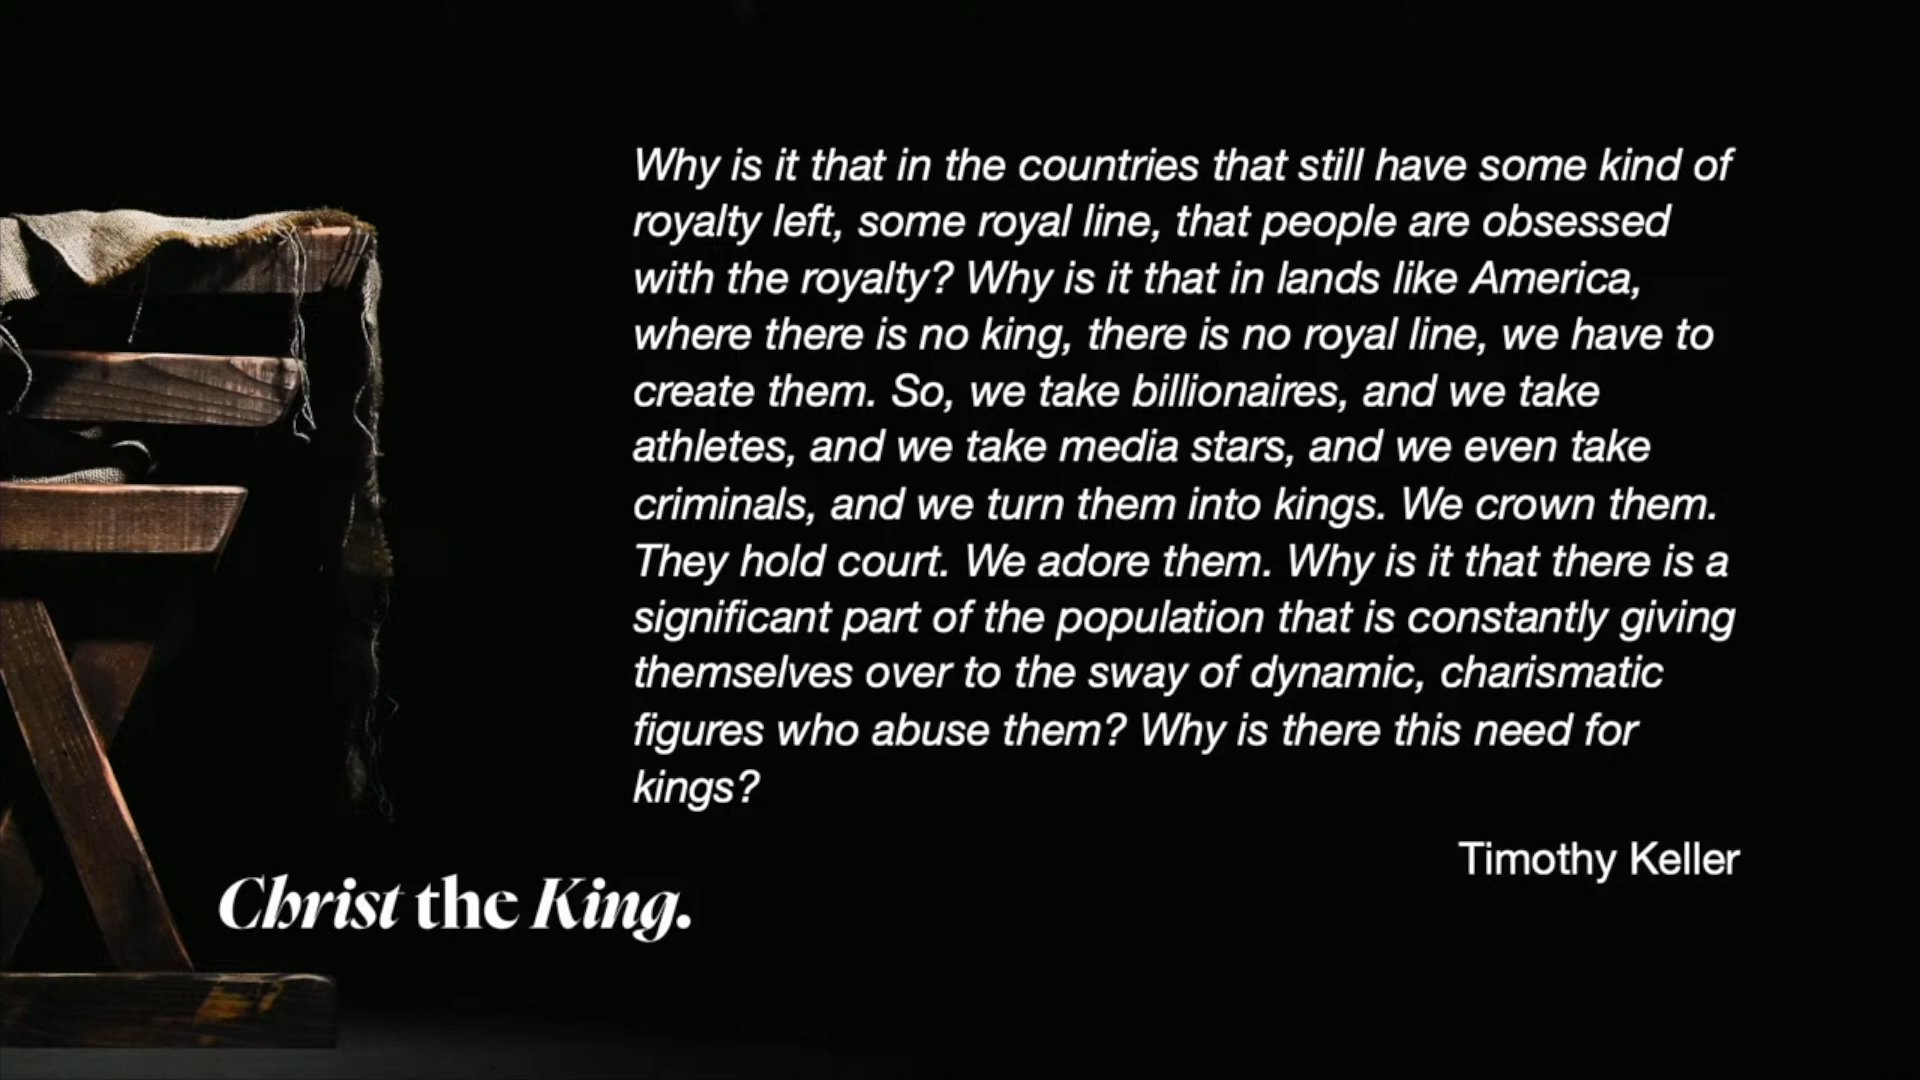 Why is it that in the countries that still have some kind of
royalty left, some royal line, that people are obsessed
with the royalty? Why is it that in lands like America,
where there is no king, there is no royal line, we have to
create them. So, we take billionaires, and we take
athletes, and we take media stars, and we even take
criminals, and we turn them into kings. We crown them.
They hold court. We adore them. Why is it that there is a
significant part of the population that is constantly giving
themselves over to the sway of dynamic, charismatic
figures who abuse them? Why is there this need for
kings?
Timothy Keller
Christ the King.